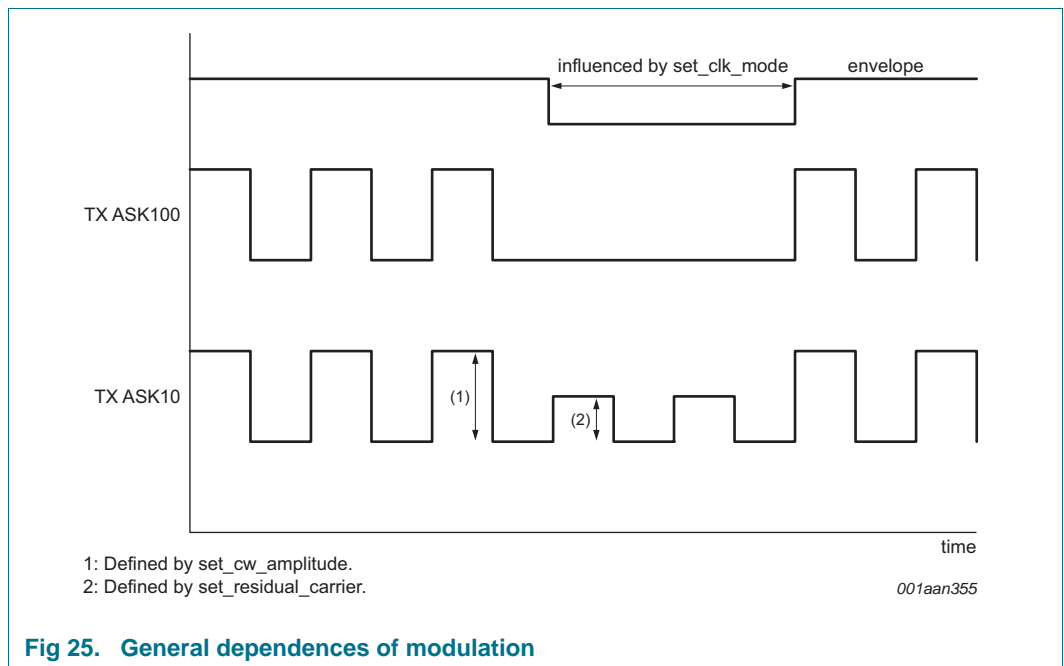 influenced by set_clk_mode
envelope
TX ASK100
TX ASK10
(1)
(2)
time
1: Defined by set_cw_amplitude.
2: Defined by set_residual_carrier.
001aan355
Fig 25. General dependences of modulation